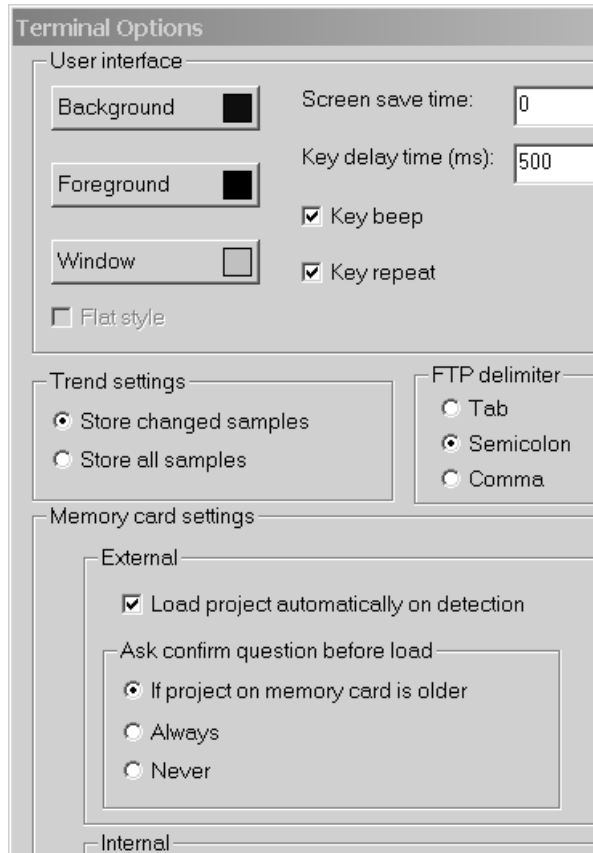 Terminal Options
User interface
Background
Screen save time:
0
Key delay time (ms):
500
Foreground
Key beep
Window
Key repeat
Flat style
Trend settings
Store changed samples
Store all samples
FTP delimiter
Tab
Semicolon
Comma
Memory card settings
External
Load project automatically on detection
Ask confirm question before load
If project on memory card is older
Always
Never
Internal